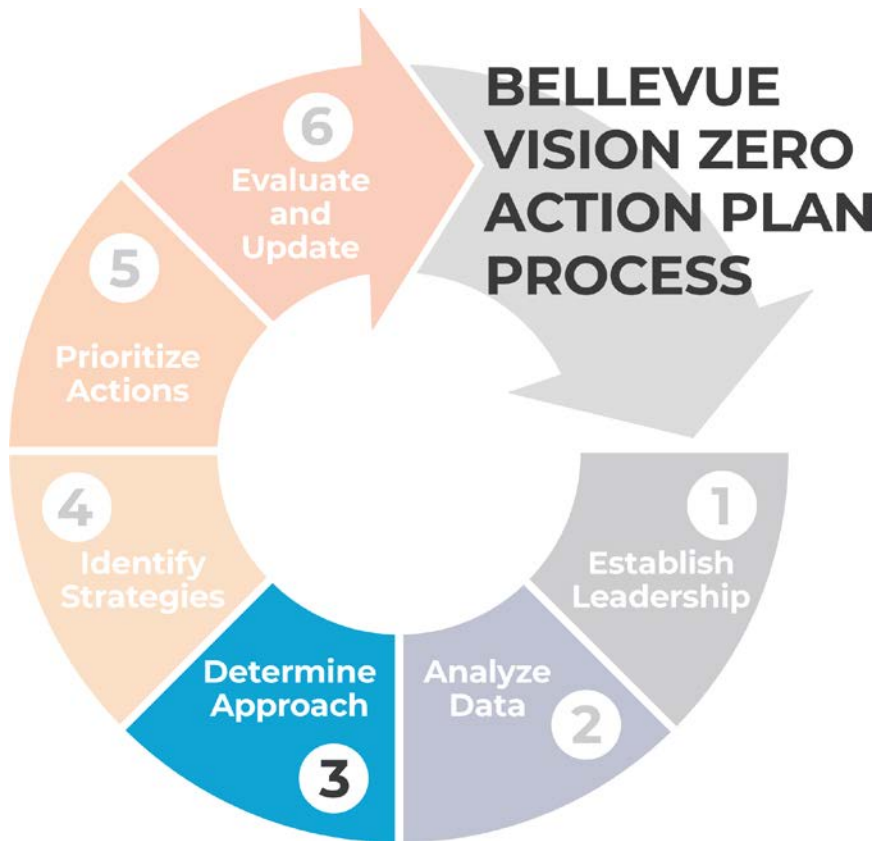 BELLEVUE
VISION ZERO
ACTION PLAN
PROCESS
1
Establish
Leadership
2
Analyze
Data
3
Determine
Approach
4
Identify
Strategies
5
Prioritize
Actions
6
Evaluate
and
Update